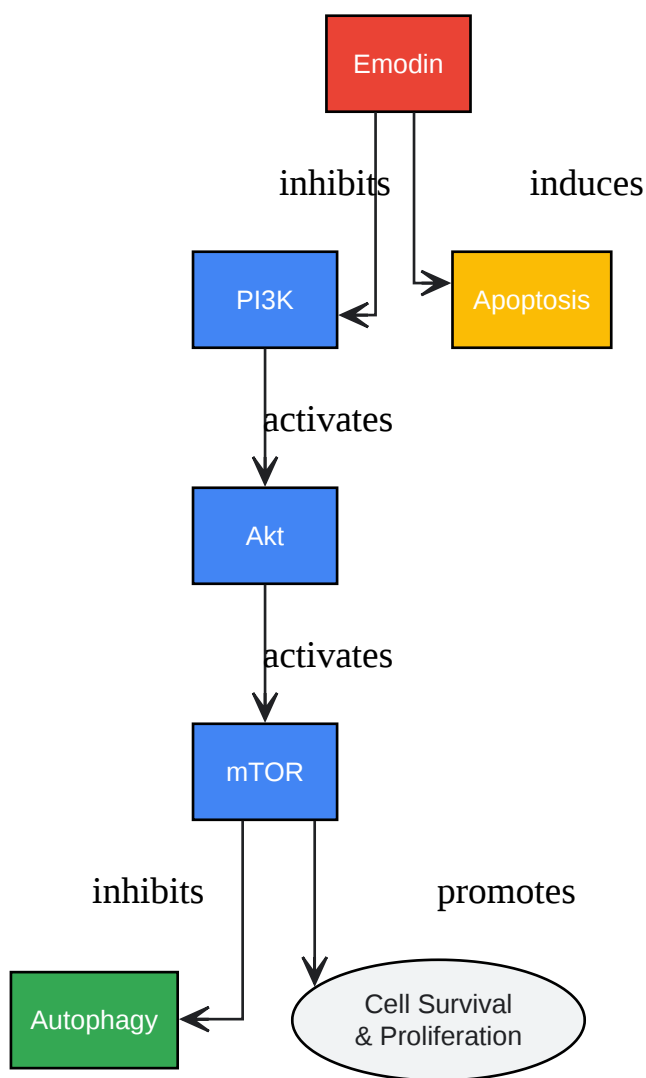 Emodin
inhibits
induces
PI3K
Apoptosis
activates
Akt
activates
mTOR
inhibits
promotes
Autophagy
Cell Survival
& Proliferation